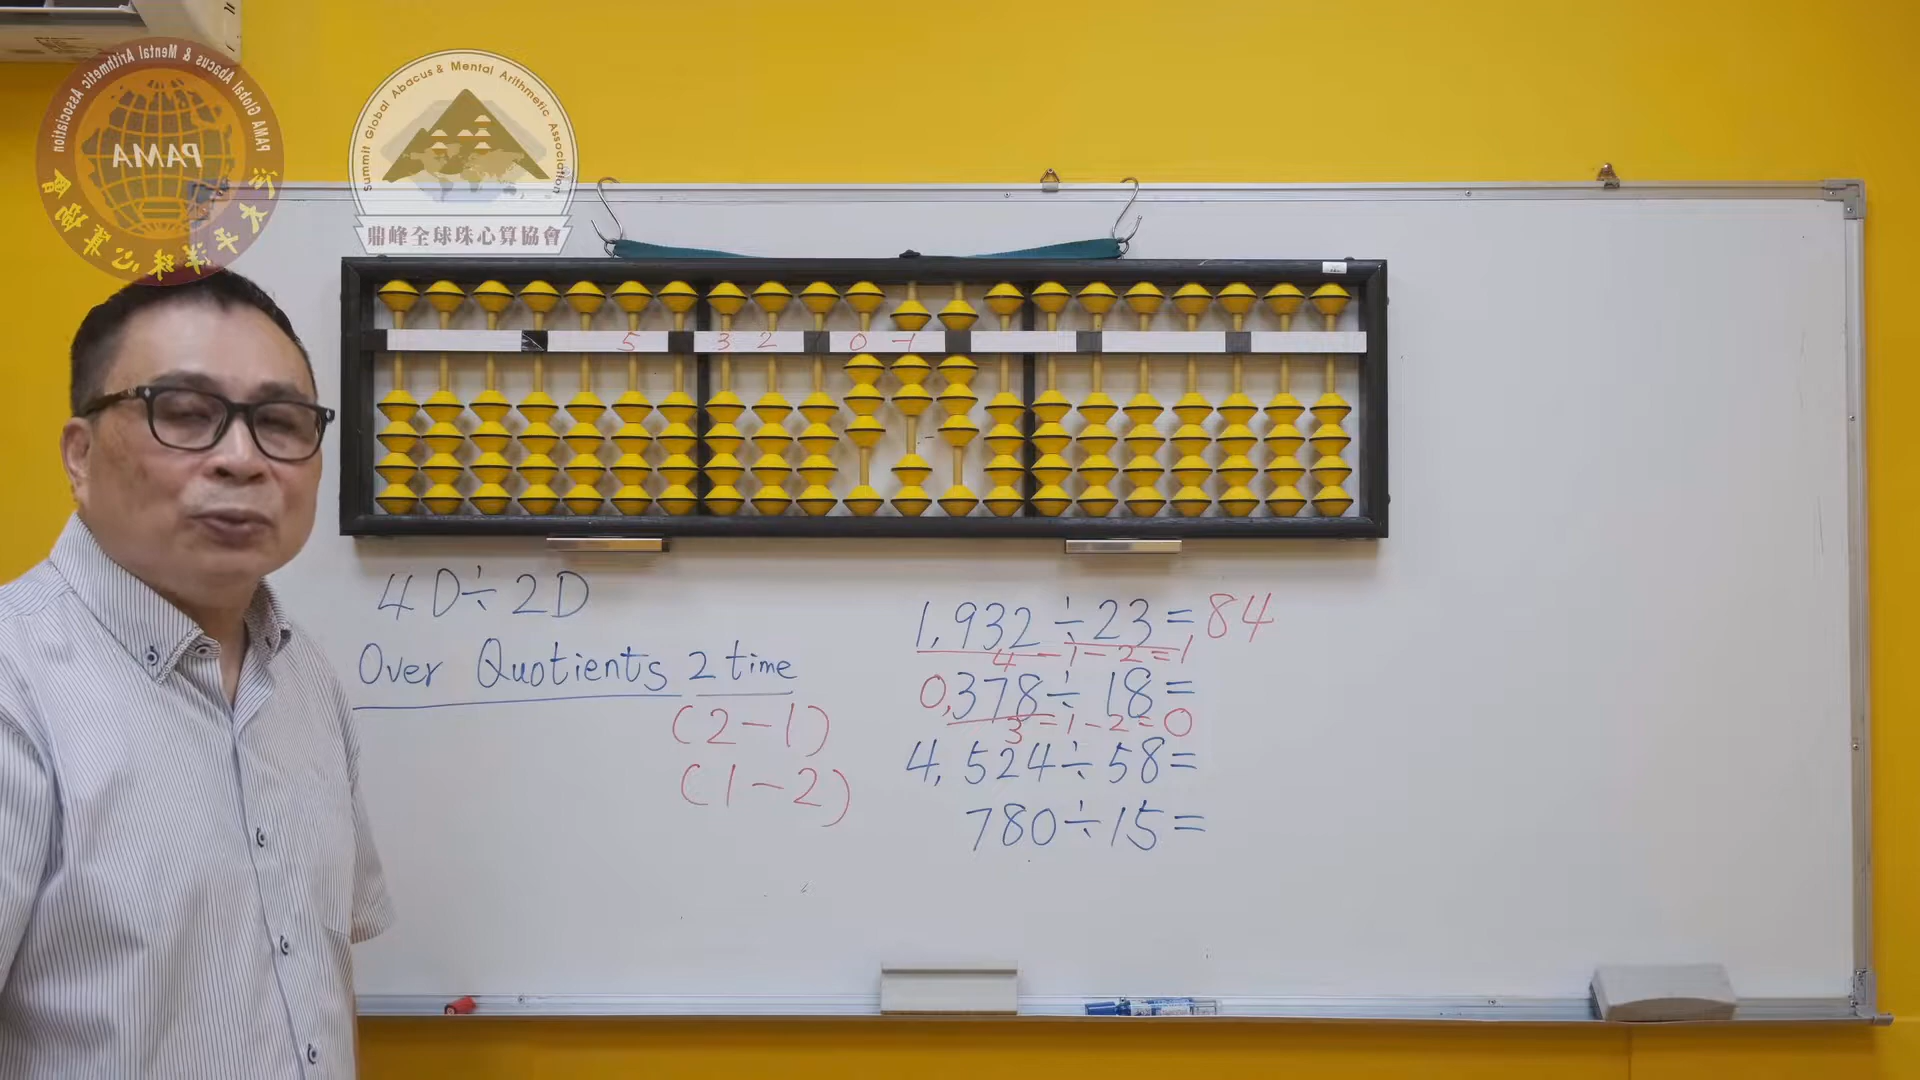 PAMA Global Abacus & Mental Arithmetic Association
PAMA
Summit Global Abacus & Mental Arithmetic Association
鼎峰全球珠心算協會
5 3 2 0 -1
4D÷2D
Over Quotients 2 time
(2-1)
(1-2)
1,932÷23=84
4-1-2=1
0,378÷18=
3-1-2=0
4,524÷58=
780÷15=